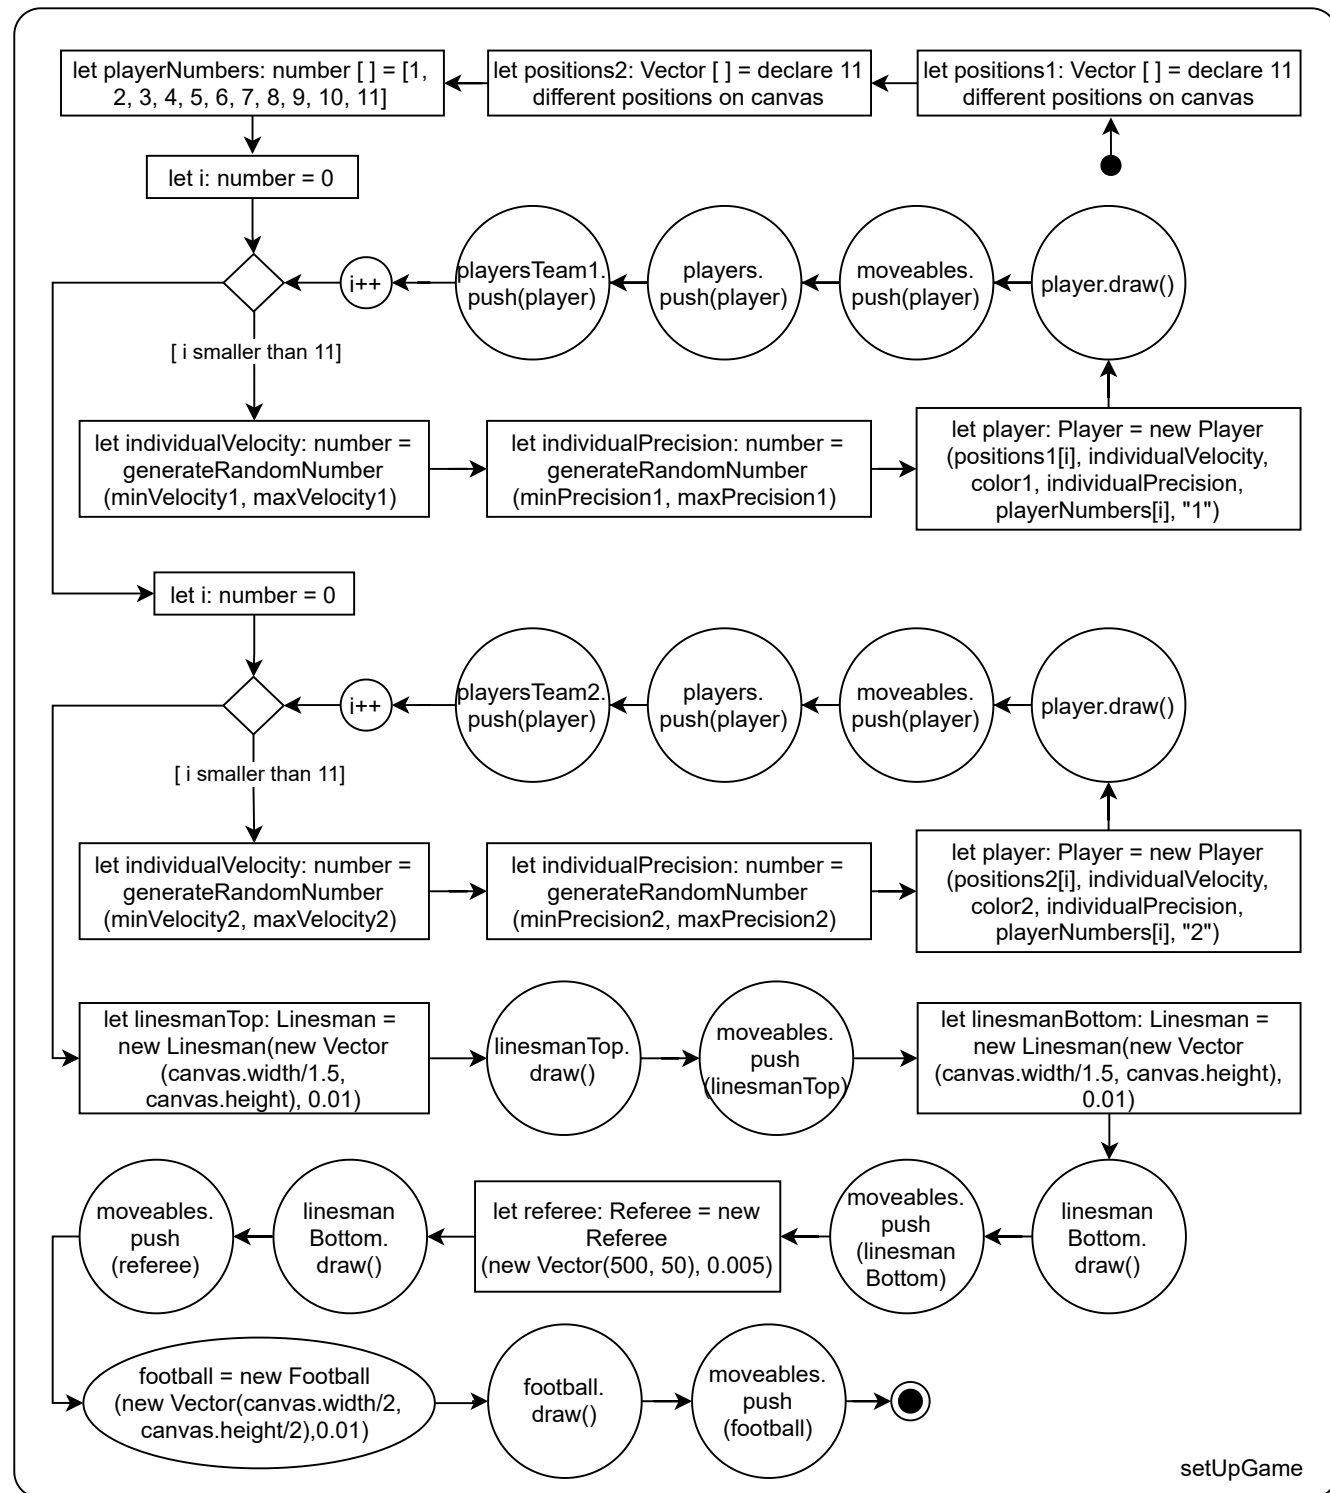 let positions1: Vector [ ] = declare 11
different positions on canvas
let positions2: Vector [ ] = declare 11
different positions on canvas
let playerNumbers: number [ ] = [1,
2, 3, 4, 5, 6, 7, 8, 9, 10, 11]
let i: number = 0
[ i smaller than 11]
let individualVelocity: number =
generateRandomNumber
(minVelocity1, maxVelocity1)
let individualPrecision: number =
generateRandomNumber
(minPrecision1, maxPrecision1)
let player: Player = new Player
(positions1[i], individualVelocity,
color1, individualPrecision,
playerNumbers[i], "1")
player.draw()
moveables.
push(player)
players.
push(player)
playersTeam1.
push(player)
i++
let i: number = 0
[ i smaller than 11]
let individualVelocity: number =
generateRandomNumber
(minVelocity2, maxVelocity2)
let individualPrecision: number =
generateRandomNumber
(minPrecision2, maxPrecision2)
let player: Player = new Player
(positions2[i], individualVelocity,
color2, individualPrecision,
playerNumbers[i], "2")
player.draw()
moveables.
push(player)
players.
push(player)
playersTeam2.
push(player)
i++
let linesmanTop: Linesman =
new Linesman(new Vector
(canvas.width/1.5,
canvas.height), 0.01)
linesmanTop.
draw()
moveables.
push
(linesmanTop)
let linesmanBottom: Linesman =
new Linesman(new Vector
(canvas.width/1.5, canvas.height),
0.01)
linesman
Bottom.
draw()
moveables.
push
(linesman
Bottom)
let referee: Referee = new
Referee
(new Vector(500, 50), 0.005)
linesman
Bottom.
draw()
moveables.
push
(referee)
football = new Football
(new Vector(canvas.width/2,
canvas.height/2),0.01)
football.
draw()
moveables.
push
(football)
setUpGame